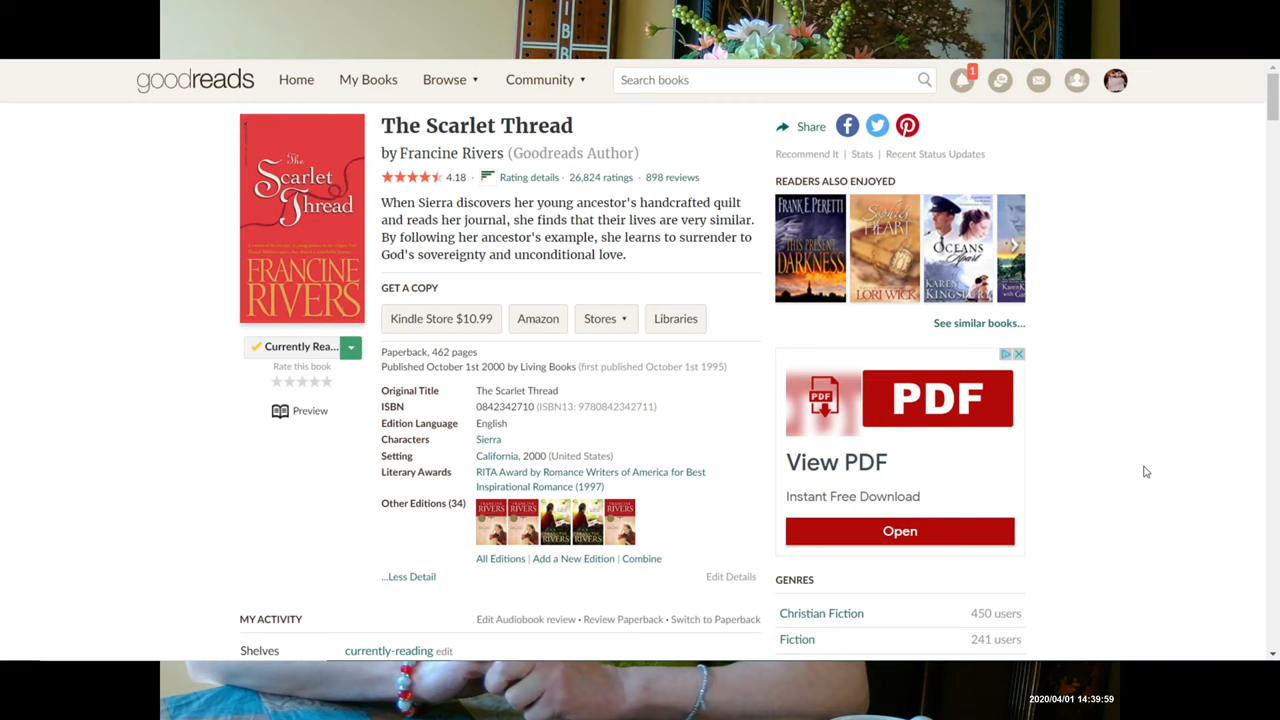 goodreads
Home
My Books
Browse
Community
Search books
1
The Scarlet Thread
FRANCINE RIVERS
The Scarlet Thread
by Francine Rivers (Goodreads Author)
4.18 · Rating details · 26,824 ratings · 898 reviews
When Sierra discovers her young ancestor's handcrafted quilt
and reads her journal, she finds that their lives are very similar.
By following her ancestor's example, she learns to surrender to
God's sovereignty and unconditional love.
GET A COPY
Kindle Store $10.99
Amazon
Stores
Libraries
Currently Rea...
Rate this book
Preview
Paperback, 462 pages
Published October 1st 2000 by Living Books (first published October 1st 1995)
Original Title The Scarlet Thread
ISBN 0842342710 (ISBN13: 9780842342711)
Edition Language English
Characters Sierra
Setting California, 2000 (United States)
Literary Awards RITA Award by Romance Writers of America for Best
Inspirational Romance (1997)
Other Editions (34)
FRANCINE RIVERS
All Editions | Add a New Edition | Combine
...Less Detail
Edit Details
MY ACTIVITY
Edit Audiobook review · Review Paperback · Switch to Paperback
Shelves currently-reading edit
Share
Recommend It | Stats | Recent Status Updates
READERS ALSO ENJOYED
FRANK E. PERETTI
THIS PRESENT
DARKNESS
LORI WICK
OCEANS
Apart
KAREN
KINGSBURY
See similar books…
PDF
PDF
View PDF
Instant Free Download
Open
GENRES
Christian Fiction 450 users
Fiction 241 users
2020/04/01 14:39:59